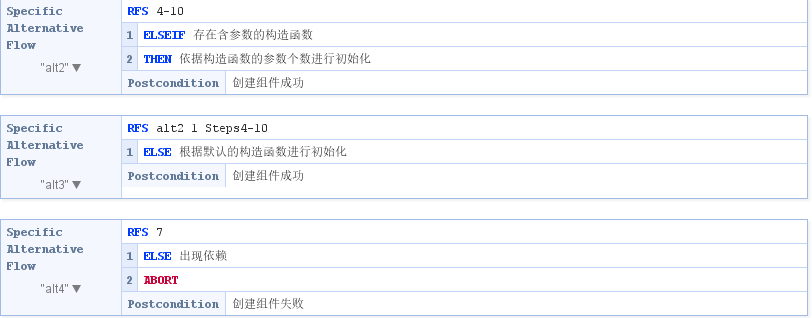 Specific
Alternative
Flow
"alt2" ▼
RFS 4-10
1 ELSEIF 存在含参数的构造函数
2 THEN 依据构造函数的参数个数进行初始化
Postcondition 创建组件成功
Specific
Alternative
Flow
"alt3" ▼
RFS alt2 1 Steps4-10
1 ELSE 根据默认的构造函数进行初始化
Postcondition 创建组件成功
Specific
Alternative
Flow
"alt4" ▼
RFS 7
1 ELSE 出现依赖
2 ABORT
Postcondition 创建组件失败